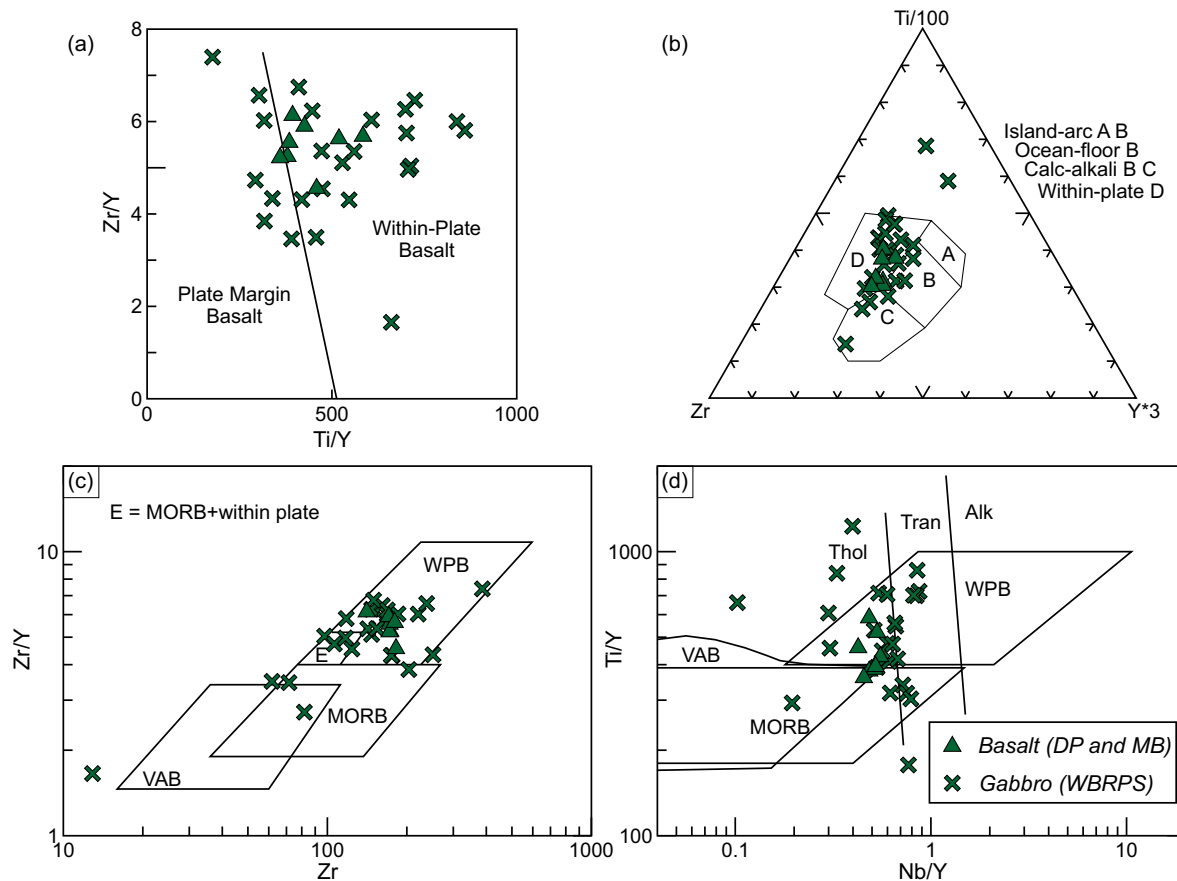 (a)
8
6
4
2
0
Zr/Y
Plate Margin
Basalt
Within-Plate
Basalt
0
500
1000
Ti/Y
(b)
Ti/100
Island-arc A B
Ocean-floor B
Calc-alkali B C
Within-plate D
D
A
B
C
Zr
Y*3
(c)
E = MORB+within plate
10
1
Zr/Y
WPB
E
MORB
VAB
10
100
1000
Zr
(d)
1000
100
Ti/Y
Thol
Tran
Alk
WPB
VAB
MORB
Basalt (DP and MB)
Gabbro (WBRPS)
0.1
1
10
Nb/Y